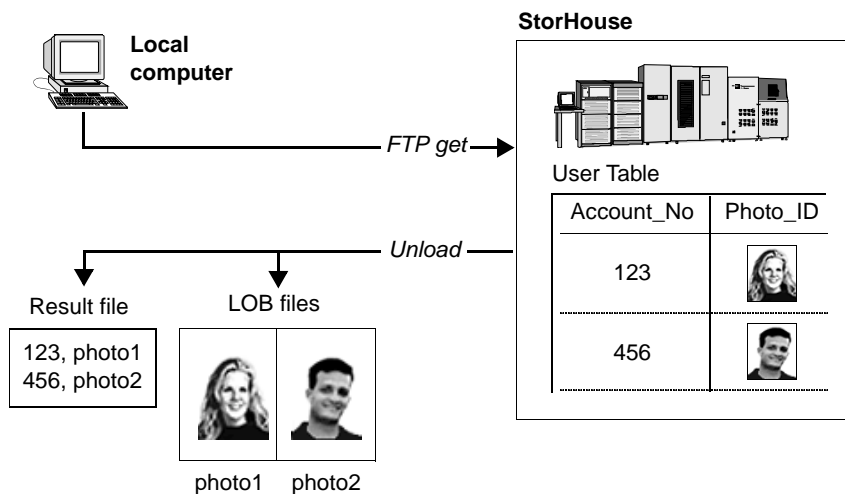 StorHouse
Local
computer
FTP get
User Table
Account_No Photo_ID
123
456
Unload
Result file
123, photo1
456, photo2
LOB files
photo1 photo2